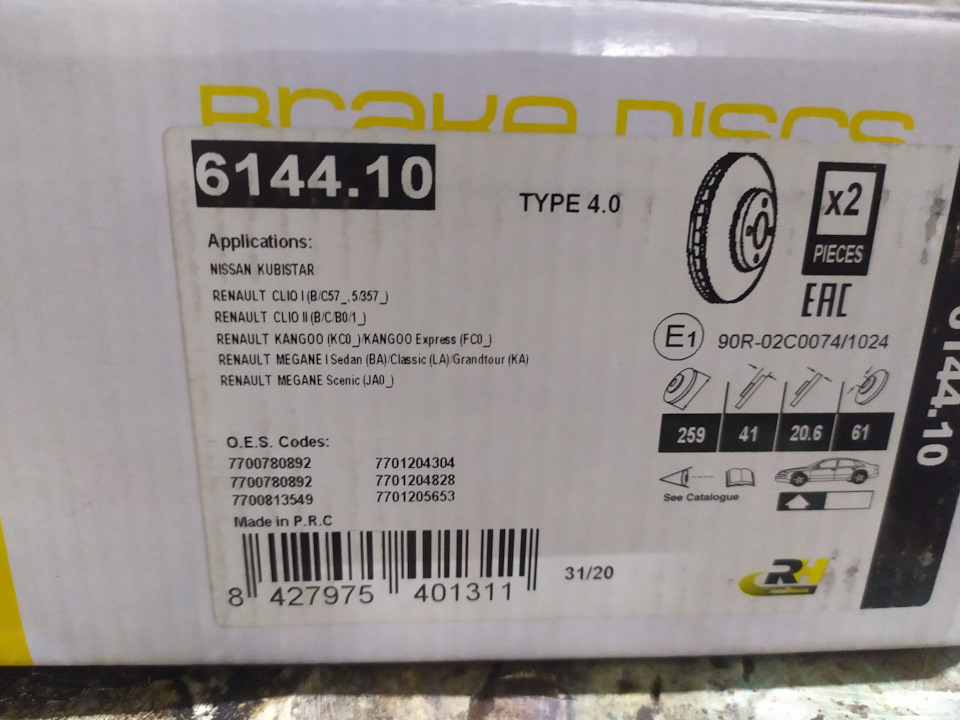 Brake Discs
6144.10
TYPE 4.0
x2
PIECES
Applications:
NISSAN KUBISTAR
RENAULT CLIO I (B/C57_, 5/357_)
RENAULT CLIO II (B/C/B0/1_)
RENAULT KANGOO (KC0_)/KANGOO Express (FC0_)
RENAULT MEGANE I Sedan (BA)/Classic (LA)/Grandtour (KA)
RENAULT MEGANE Scenic (JA0_)
EAC
E1 90R-02C0074/1024
259 41 20.6 61
See Catalogue
O.E.S. Codes:
7700780892 7701204304
7700780892 7701204828
7700813549 7701205653
Made in P.R.C
8 427975 401311
31/20
RH
6144.10